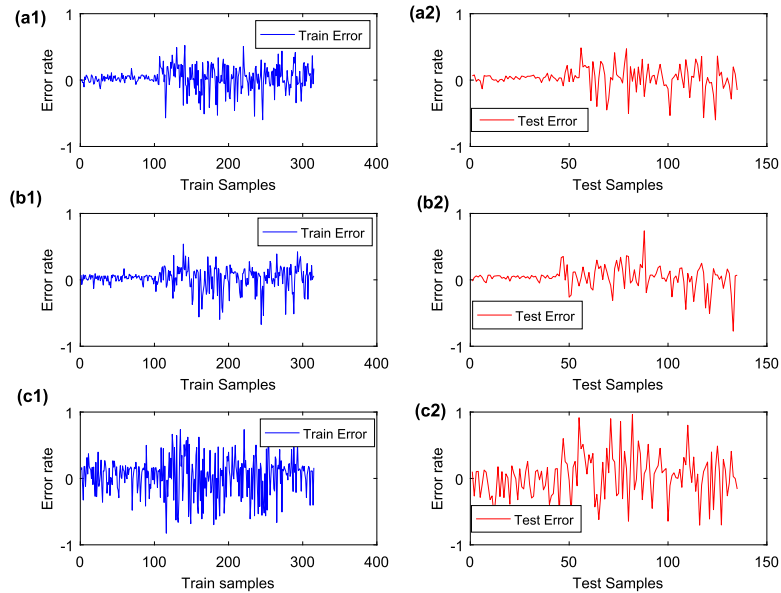 (a1)
1
0
-1
Error rate
Train Error
0 100 200 300 400
Train Samples
(a2)
1
0
-1
Error rate
Test Error
0 50 100 150
Test Samples
(b1)
1
0
-1
Error rate
Train Error
0 100 200 300 400
Train Samples
(b2)
1
0
-1
Error rate
Test Error
0 50 100 150
Test Samples
(c1)
1
0
-1
Error rate
Train Error
0 100 200 300 400
Train samples
(c2)
1
0
-1
Error rate
Test Error
0 50 100 150
Test Samples